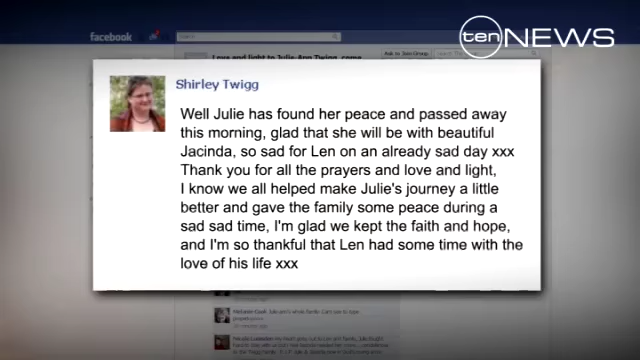 facebook
ten NEWS
Love and light to Julie-Ann Twigg, come
Shirley Twigg
Well Julie has found her peace and passed away
this morning, glad that she will be with beautiful
Jacinda, so sad for Len on an already sad day xxx
Thank you for all the prayers and love and light,
I know we all helped make Julie's journey a little
better and gave the family some peace during a
sad sad time, I'm glad we kept the faith and hope,
and I'm so thankful that Len had some time with the
love of his life xxx